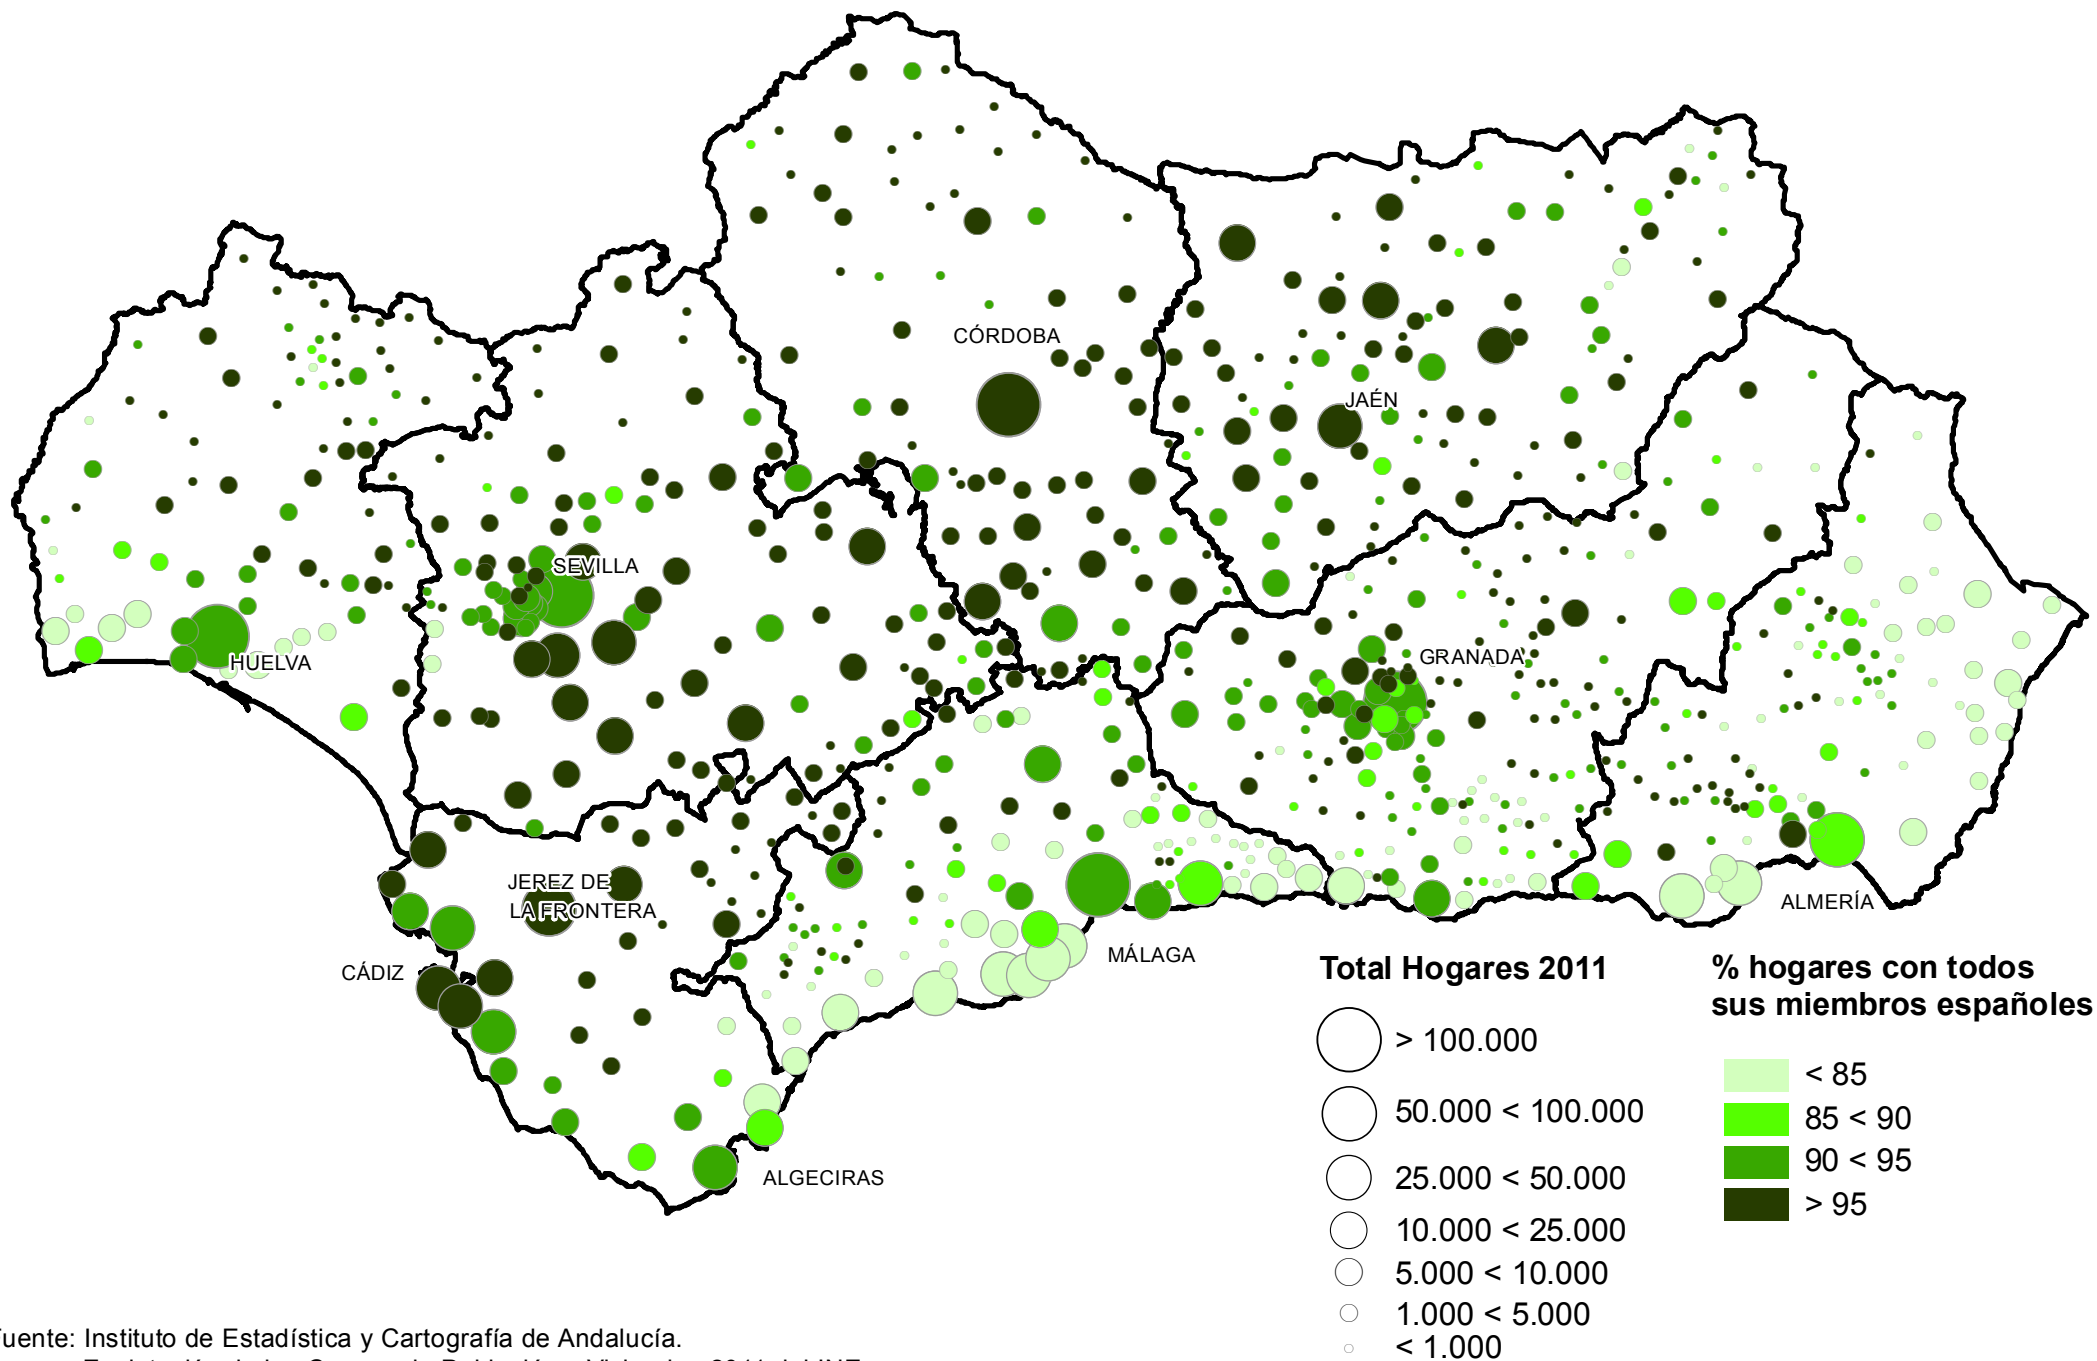 CÓRDOBA
JAÉN
SEVILLA
HUELVA
GRANADA
JEREZ DE
LA FRONTERA
ALMERÍA
CÁDIZ
MÁLAGA
ALGECIRAS
Total Hogares 2011
> 100.000
50.000 < 100.000
25.000 < 50.000
10.000 < 25.000
5.000 < 10.000
1.000 < 5.000
< 1.000
% hogares con todos
sus miembros españoles
< 85
85 < 90
90 < 95
> 95
Fuente: Instituto de Estadística y Cartografía de Andalucía.